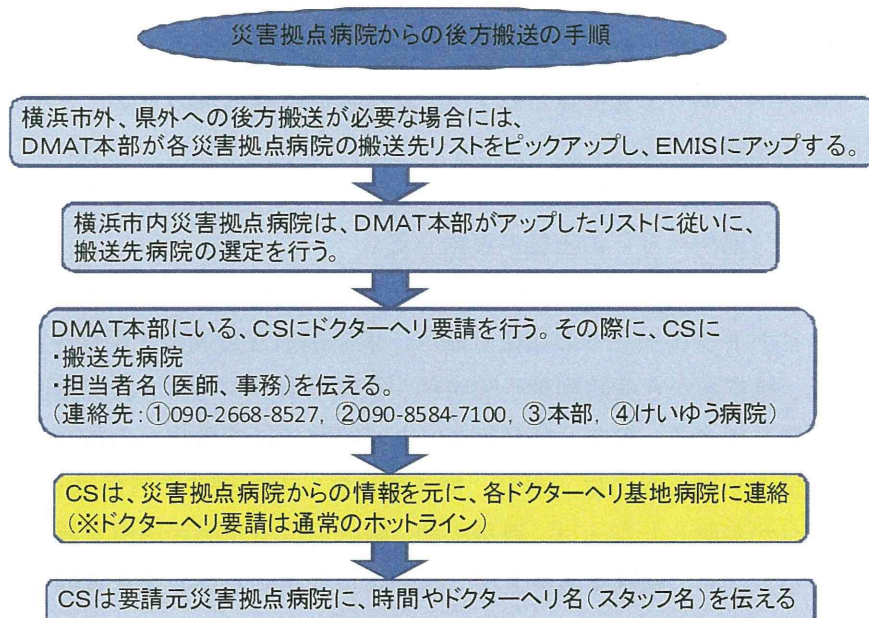 災害拠点病院からの後方搬送の手順
横浜市外、県外への後方搬送が必要な場合には、
DMAT本部が各災害拠点病院の搬送先リストをピックアップし、EMISにアップする。
横浜市内災害拠点病院は、DMAT本部がアップしたリストに従いに、
搬送先病院の選定を行う。
DMAT本部にいる、CSにドクターヘリ要請を行う。その際に、CSに
・搬送先病院
・担当者名(医師、事務)を伝える。
(連絡先:①090-2668-8527, ②090-8584-7100, ③本部, ④けいゆう病院)
CSは、災害拠点病院からの情報を元に、各ドクターヘリ基地病院に連絡
(※ドクターヘリ要請は通常のホットライン)
CSは要請元災害拠点病院に、時間やドクターヘリ名(スタッフ名)を伝える